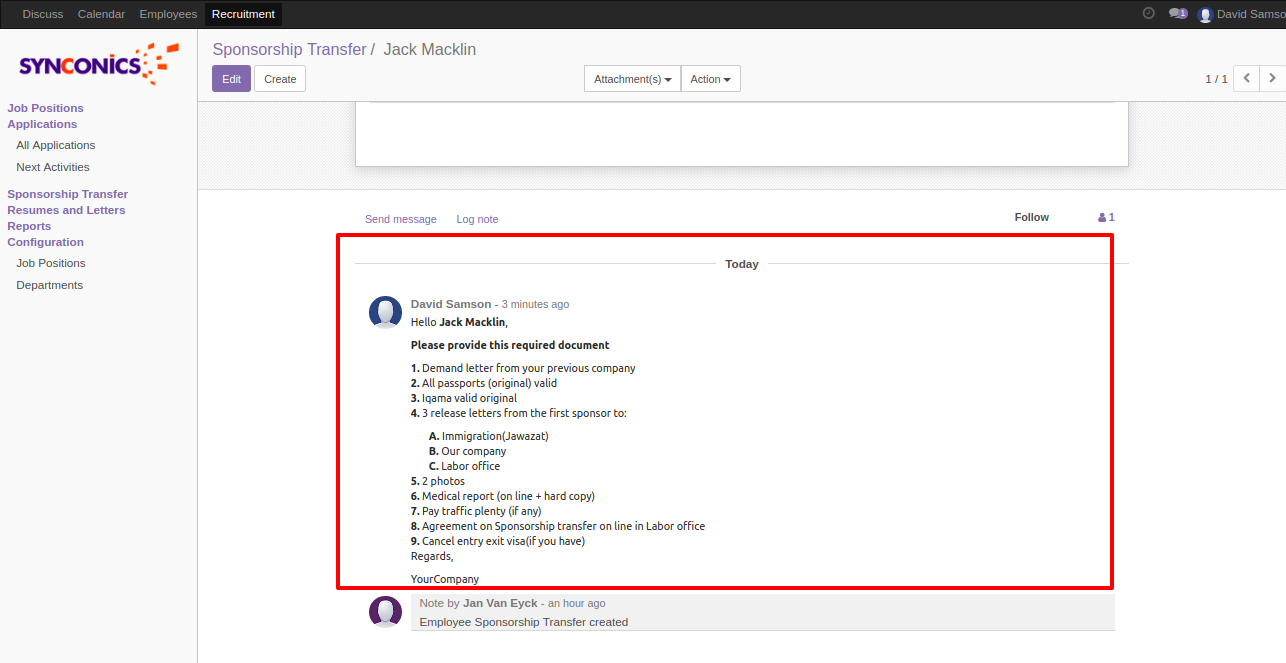 Discuss Calendar Employees Recruitment 1 David Samso
SYNCONICS
Job Positions
Applications
All Applications
Next Activities
Sponsorship Transfer
Resumes and Letters
Reports
Configuration
Job Positions
Departments
Sponsorship Transfer / Jack Macklin
Edit Create Attachment(s) Action 1 / 1
Send message Log note Follow 1
Today
David Samson - 3 minutes ago
Hello Jack Macklin,
Please provide this required document
1. Demand letter from your previous company
2. All passports (original) valid
3. Iqama valid original
4. 3 release letters from the first sponsor to:
A. Immigration(Jawazat)
B. Our company
C. Labor office
5. 2 photos
6. Medical report (on line + hard copy)
7. Pay traffic plenty (if any)
8. Agreement on Sponsorship transfer on line in Labor office
9. Cancel entry exit visa(if you have)
Regards,
YourCompany
Note by Jan Van Eyck - an hour ago
Employee Sponsorship Transfer created